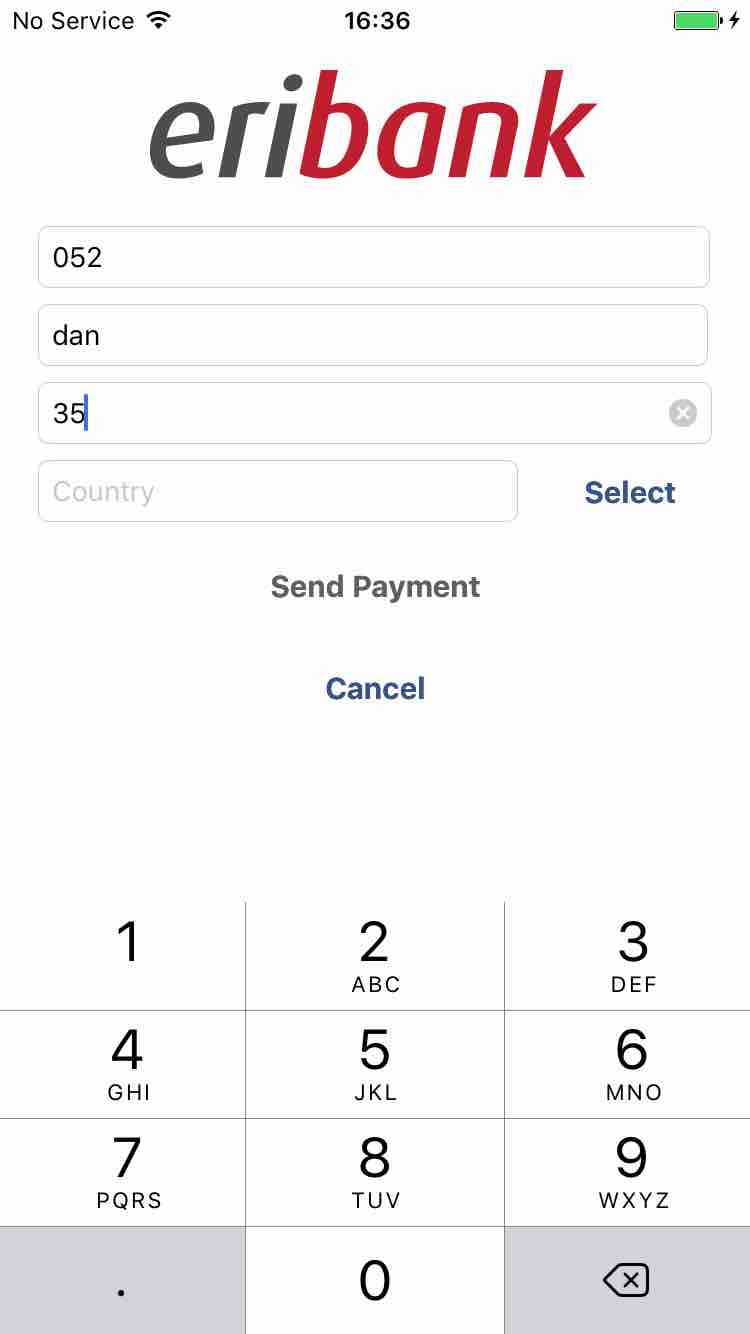 No Service 16:36
eribank
052
dan
35
Country Select
Send Payment
Cancel
1 2 3
ABC DEF
4 5 6
GHI JKL MNO
7 8 9
PQRS TUV WXYZ
. 0